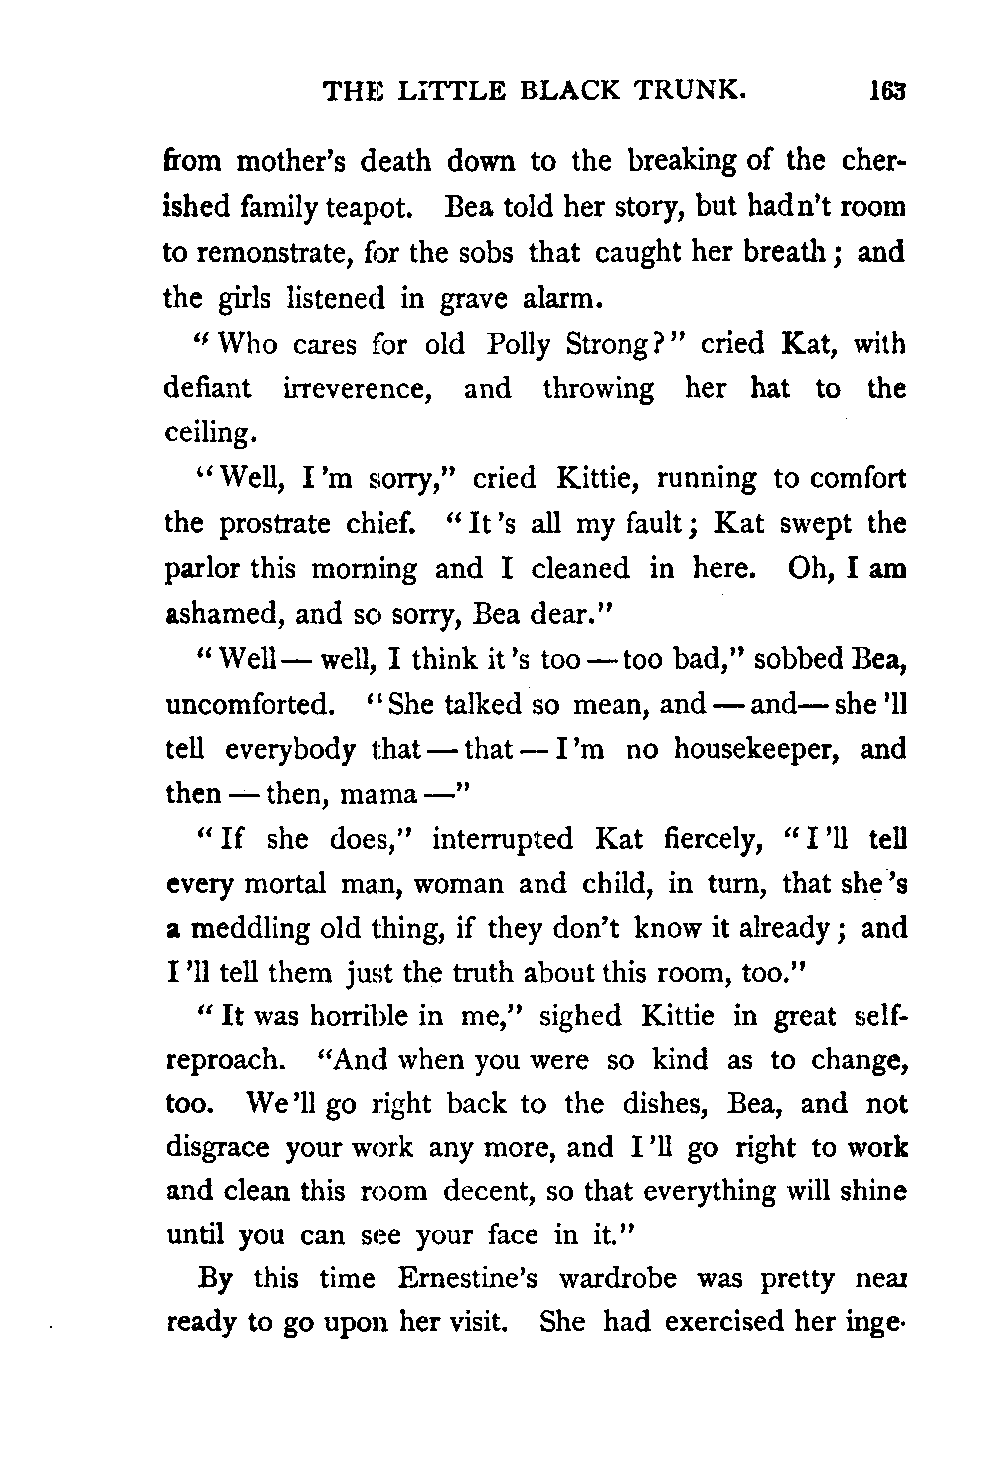 THE LITTLE BLACK TRUNK. 163
from mother's death down to the breaking of the cher-
ished family teapot. Bea told her story, but hadn't room
to remonstrate, for the sobs that caught her breath; and
the girls listened in grave alarm.
"Who cares for old Polly Strong?" cried Kat, with
defiant irreverence, and throwing her hat to the
ceiling.
"Well, I'm sorry," cried Kittie, running to comfort
the prostrate chief. "It's all my fault; Kat swept the
parlor this morning and I cleaned in here. Oh, I am
ashamed, and so sorry, Bea dear."
"Well— well, I think it's too—too bad," sobbed Bea,
uncomforted. "She talked so mean, and—and—she'll
tell everybody that—that—I'm no housekeeper, and
then—then, mama—"
"If she does," interrupted Kat fiercely, "I'll tell
every mortal man, woman and child, in turn, that she's
a meddling old thing, if they don't know it already; and
I'll tell them just the truth about this room, too."
"It was horrible in me," sighed Kittie in great self-
reproach. "And when you were so kind as to change,
too. We'll go right back to the dishes, Bea, and not
disgrace your work any more, and I'll go right to work
and clean this room decent, so that everything will shine
until you can see your face in it."
By this time Ernestine's wardrobe was pretty near
ready to go upon her visit. She had exercised her inge-